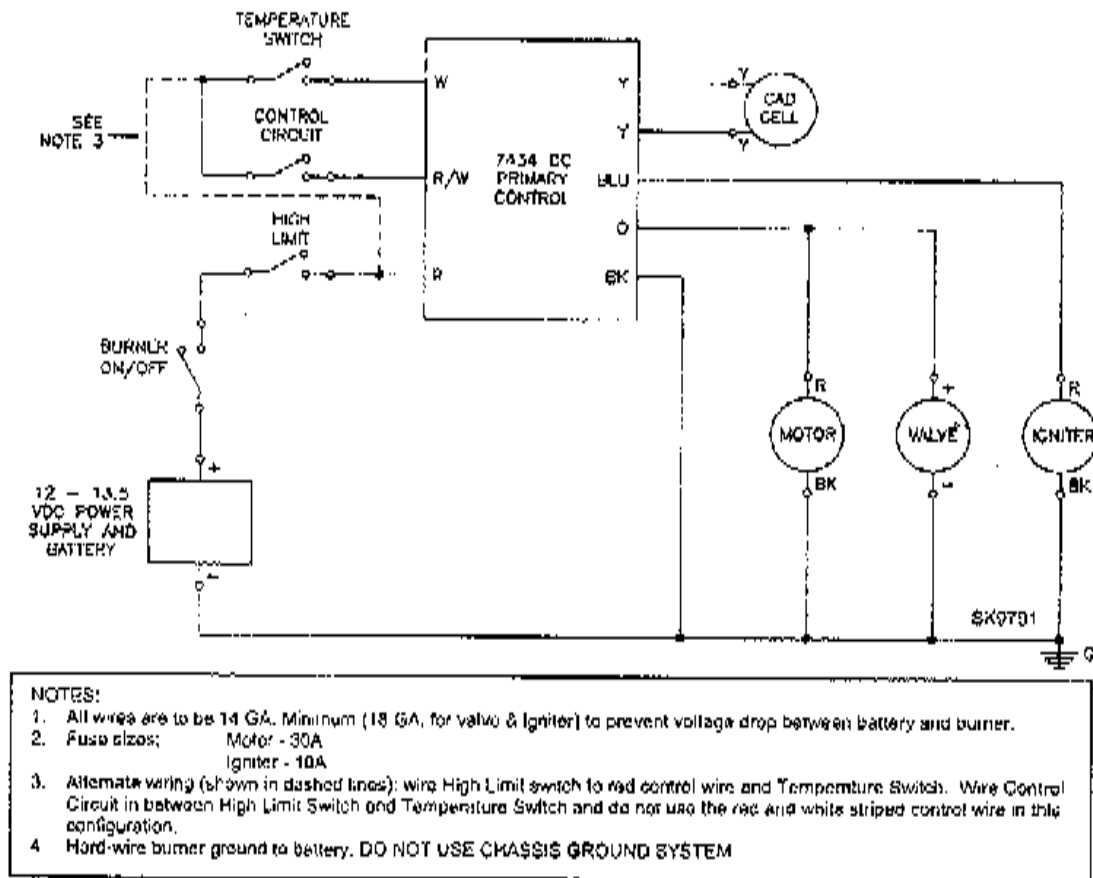 TEMPERATURE
SWITCH
W
Y
Y
CAD
CELL
SEE
NOTE 3
CONTROL
CIRCUIT
Y
Y
7434 DC
PRIMARY
CONTROL
R/W
BLU
HIGH
LIMIT
O
R
BK
BURNER
ON/OFF
R
+
R
MOTOR
VALVE
IGNITER
BK
-
BK
+
12 - 13.5
VDC POWER
SUPPLY AND
BATTERY
-
SK9791
G
NOTES:
1. All wires are to be 14 GA. Minimum (18 GA. for valve & Igniter) to prevent voltage drop between battery and burner.
2. Fuse sizes: Motor - 30A
Igniter - 10A
3. Alternate wiring (shown in dashed lines): wire High Limit switch to red control wire and Temperature Switch. Wire Control
Circuit in between High Limit Switch and Temperature Switch and do not use the red and white striped control wire in this
configuration.
4 Hard-wire burner ground to battery. DO NOT USE CHASSIS GROUND SYSTEM